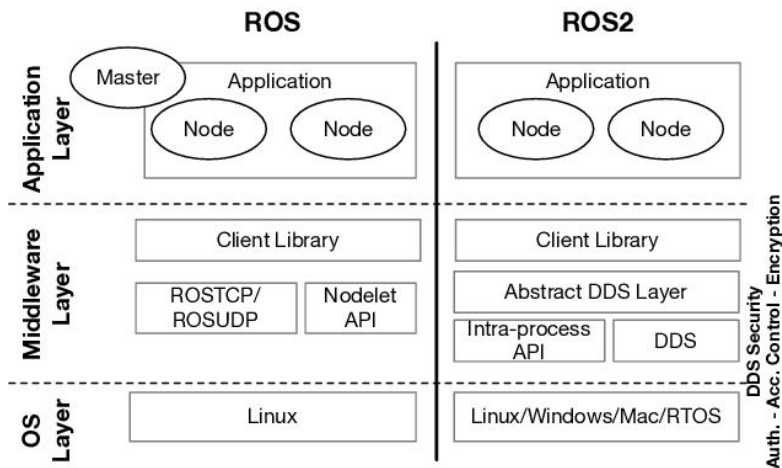 ROS
ROS2
Application
Layer
Master
Application
Node
Node
Application
Node
Node
Middleware
Layer
Client Library
ROSTCP/
ROSUDP
Nodelet
API
Client Library
Abstract DDS Layer
Intra-process
API
DDS
OS
Layer
Linux
Linux/Windows/Mac/RTOS
DDS Security
Auth. - Acc. Control - Encryption